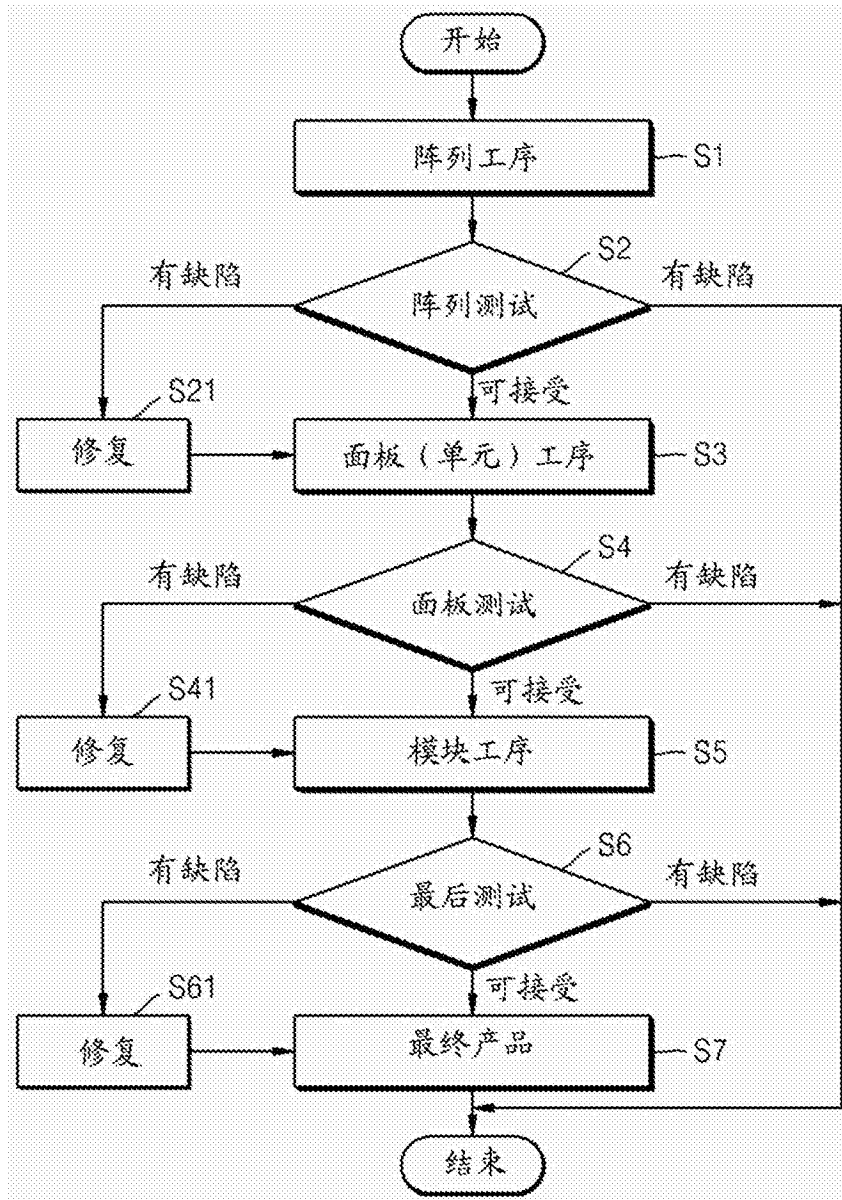 开始
阵列工序
S1
S2
有缺陷
有缺陷
阵列测试
可接受
S21
修复
面板（单元）工序
S3
S4
有缺陷
有缺陷
面板测试
可接受
S41
修复
模块工序
S5
S6
有缺陷
有缺陷
最后测试
可接受
S61
修复
最终产品
S7
结束